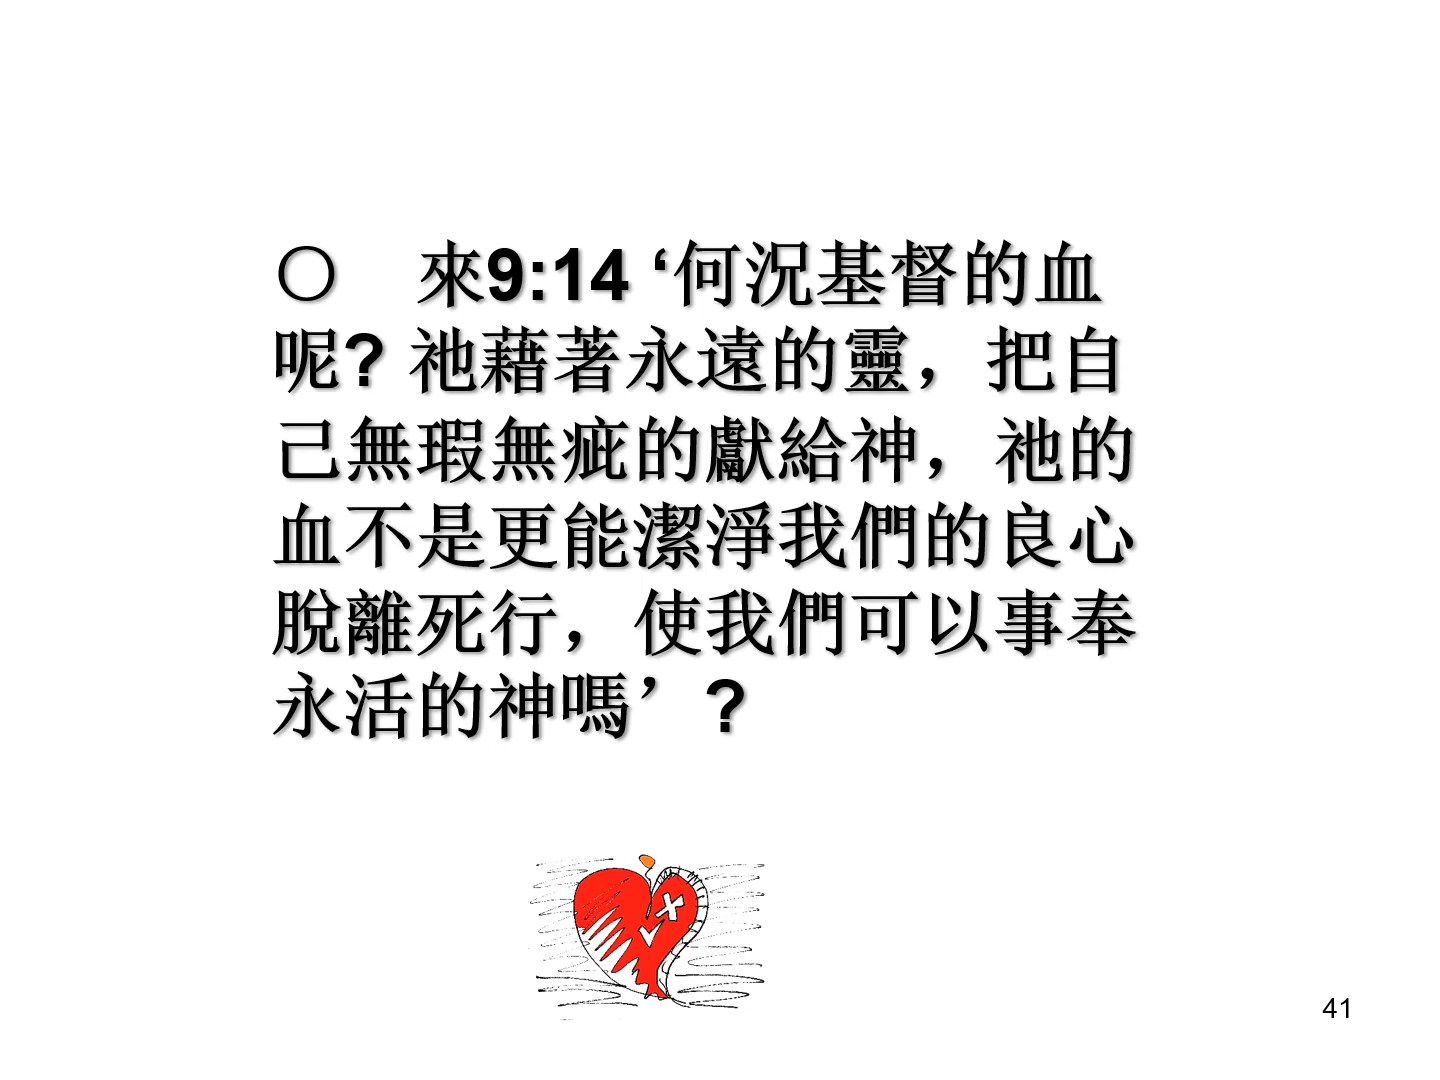 ○　來9:14 ‘何況基督的血
呢? 祂藉著永遠的靈，把自
己無瑕無疵的獻給神，祂的
血不是更能潔淨我們的良心
脫離死行，使我們可以事奉
永活的神嗎’?
41